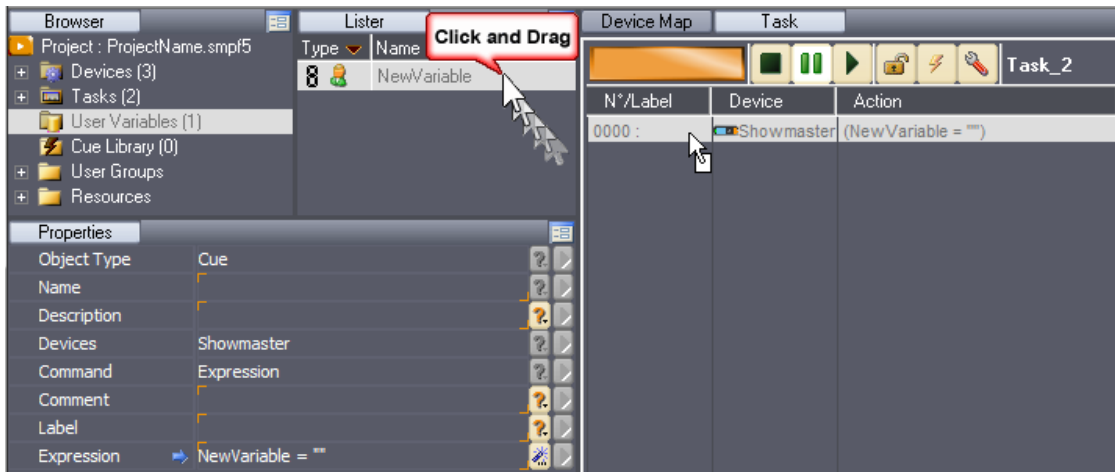 Browser
Project : ProjectName.smpf5
Devices (3)
Tasks (2)
User Variables (1)
Cue Library (0)
User Groups
Resources
Lister
Type Name
8 NewVariable
Click and Drag
Device Map Task
Task_2
N°/Label Device Action
0000 : Showmaster (NewVariable = "")
Properties
Object Type Cue
Name
Description
Devices Showmaster
Command Expression
Comment
Label
Expression NewVariable = ""